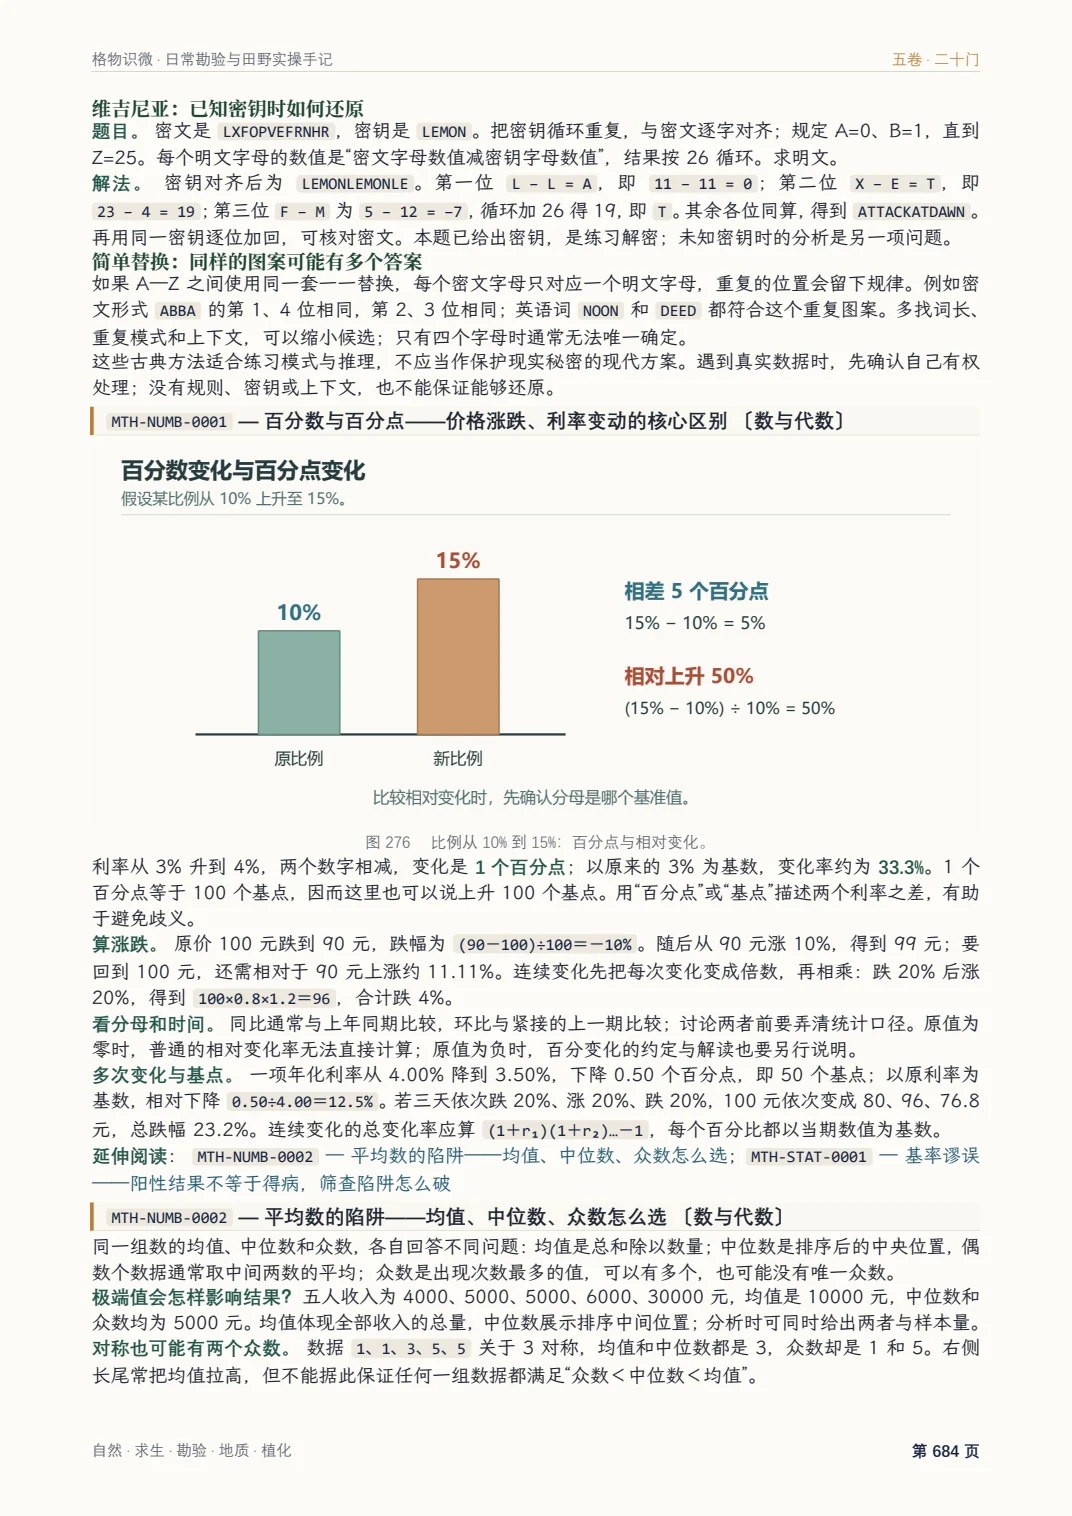 格物识微 · 日常勘验与田野实操手记
五卷 · 二十门
维吉尼亚：已知密钥时如何还原
题目。 密文是 LXFOPVEFRNHR，密钥是 LEMON。把密钥循环重复，与密文逐字对齐；规定 A=0、B=1，直到
Z=25。每个明文字母的数值是“密文字母数值减密钥字母数值”，结果按 26 循环。求明文。
解法。 密钥对齐后为 LEMONLEMONLE。第一位 L − L = A，即 11 − 11 = 0；第二位 X − E = T，即
23 − 4 = 19；第三位 F − M 为 5 − 12 = −7，循环加 26 得 19，即 T。其余各位同算，得到 ATTACKATDAWN。
再用同一密钥逐位加回，可核对密文。本题已给出密钥，是练习解密；未知密钥时的分析是另一项问题。
简单替换：同样的图案可能有多个答案
如果 A—Z 之间使用同一套一一替换，每个密文字母只对应一个明文字母，重复的位置会留下规律。例如密
文形式 ABBA 的第 1、4 位相同，第 2、3 位相同；英语词 NOON 和 DEED 都符合这个重复图案。多找词长、
重复模式和上下文，可以缩小候选；只有四个字母时通常无法唯一确定。
这些古典方法适合练习模式与推理，不应当作保护现实秘密的现代方案。遇到真实数据时，先确认自己有权
处理；没有规则、密钥或上下文，也不能保证能够还原。
MTH-NUMB-0001 — 百分数与百分点——价格涨跌、利率变动的核心区别 〔数与代数〕
百分数变化与百分点变化
假设某比例从 10% 上升至 15%。
15%
10%
相差 5 个百分点
15% − 10% = 5%
相对上升 50%
(15% − 10%) ÷ 10% = 50%
原比例
新比例
比较相对变化时，先确认分母是哪个基准值。
图 276 比例从 10% 到 15%：百分点与相对变化。
利率从 3% 升到 4%，两个数字相减，变化是 1 个百分点；以原来的 3% 为基数，变化率约为 33.3%。1 个
百分点等于 100 个基点，因而这里也可以说上升 100 个基点。用“百分点”或“基点”描述两个利率之差，有助
于避免歧义。
算涨跌。 原价 100 元跌到 90 元，跌幅为 (90−100)÷100=−10%。随后从 90 元涨 10%，得到 99 元；要
回到 100 元，还需相对于 90 元上涨约 11.11%。连续变化先把每次变化变成倍数，再相乘：跌 20% 后涨
20%，得到 100×0.8×1.2=96，合计跌 4%。
看分母和时间。 同比通常与上年同期比较，环比与紧接的上一期比较；讨论两者前要弄清统计口径。原值为
零时，普通的相对变化率无法直接计算；原值为负时，百分变化的约定与解读也要另行说明。
多次变化与基点。 一项年化利率从 4.00% 降到 3.50%，下降 0.50 个百分点，即 50 个基点；以原利率为
基数，相对下降 0.50÷4.00=12.5%。若三天依次跌 20%、涨 20%、跌 20%，100 元依次变成 80、96、76.8
元，总跌幅 23.2%。连续变化的总变化率应算 (1+r₁)(1+r₂)…−1，每个百分比都以当期数值为基数。
延伸阅读： MTH-NUMB-0002 — 平均数的陷阱——均值、中位数、众数怎么选；MTH-STAT-0001 — 基率谬误
——阳性结果不等于得病，筛查陷阱怎么破
MTH-NUMB-0002 — 平均数的陷阱——均值、中位数、众数怎么选 〔数与代数〕
同一组数的均值、中位数和众数，各自回答不同问题：均值是总和除以数量；中位数是排序后的中央位置，偶
数个数据通常取中间两数的平均；众数是出现次数最多的值，可以有多个，也可能没有唯一众数。
极端值会怎样影响结果？五人收入为 4000、5000、5000、6000、30000 元，均值是 10000 元，中位数和
众数均为 5000 元。均值体现全部收入的总量，中位数展示排序中间位置；分析时可同时给出两者与样本量。
对称也可能有两个众数。 数据 1、1、3、5、5 关于 3 对称，均值和中位数都是 3，众数却是 1 和 5。右侧
长尾常把均值拉高，但不能据此保证任何一组数据都满足“众数＜中位数＜均值”。
自然 · 求生 · 勘验 · 地质 · 植化
第 684 页